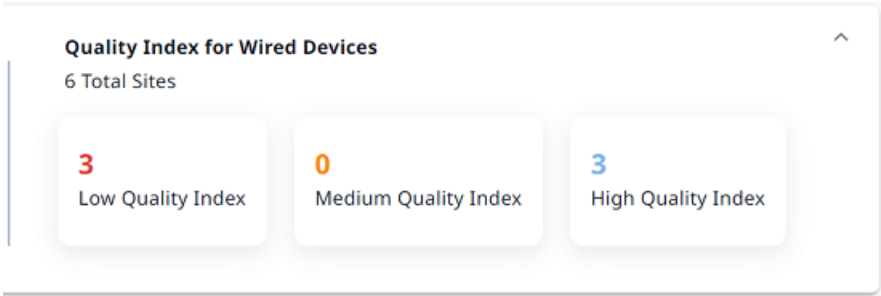 Quality Index for Wired Devices
6 Total Sites
3
Low Quality Index
0
Medium Quality Index
3
High Quality Index